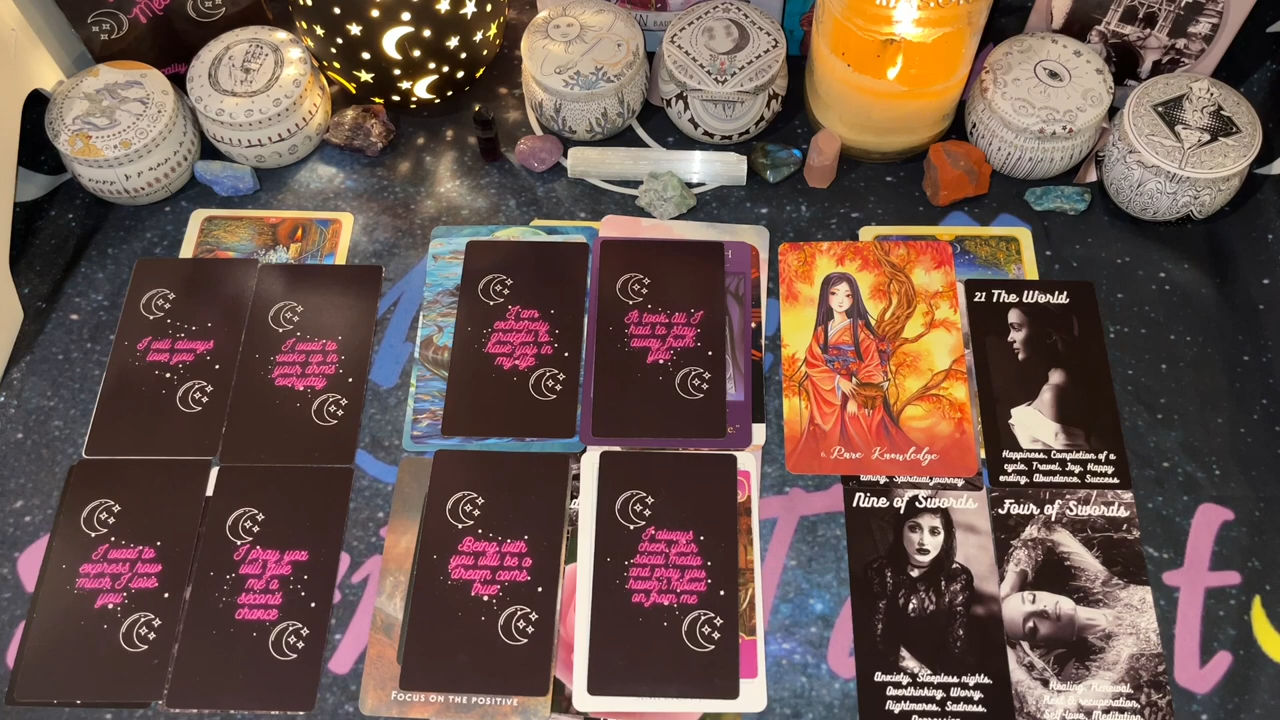 I will always
love you
I want to
wake up in
your arms
everyday
I am
extremely
grateful to
have you in
my life
It took all I
had to stay
away from
you
6. Rare Knowledge
21 The World
Happiness, Completion of a
cycle, Travel, Joy, Happy
ending, Abundance, Success
Spiritual journey
I want to
express how
much I love
you
I pray you
will give
me a
second
chance
Being with
you will be a
dream come
true
I always
check your
social media
and pray you
haven't moved
on from me
FOCUS ON THE POSITIVE
Nine of Swords
Anxiety, Sleepless nights,
Overthinking, Worry,
Nightmares, Sadness,
Four of Swords
Healing, Renewal,
Rest & recuperation,
Self-love, Meditation,